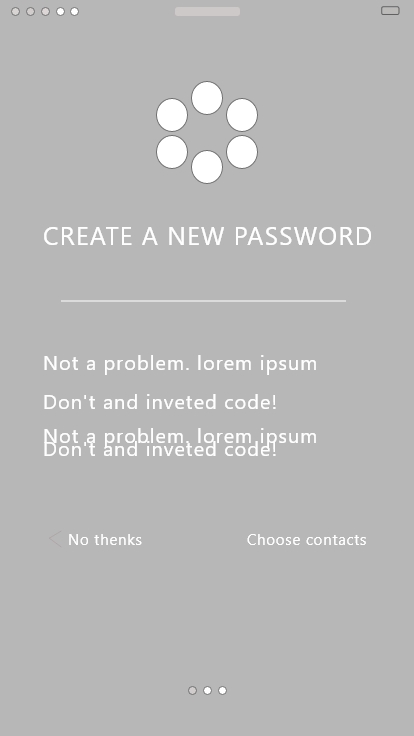 CREATE A NEW PASSWORD
Not a problem. lorem ipsum
Don't and inveted code!
Not a problem. lorem ipsum
Don't and inveted code!
No thenks
Choose contacts